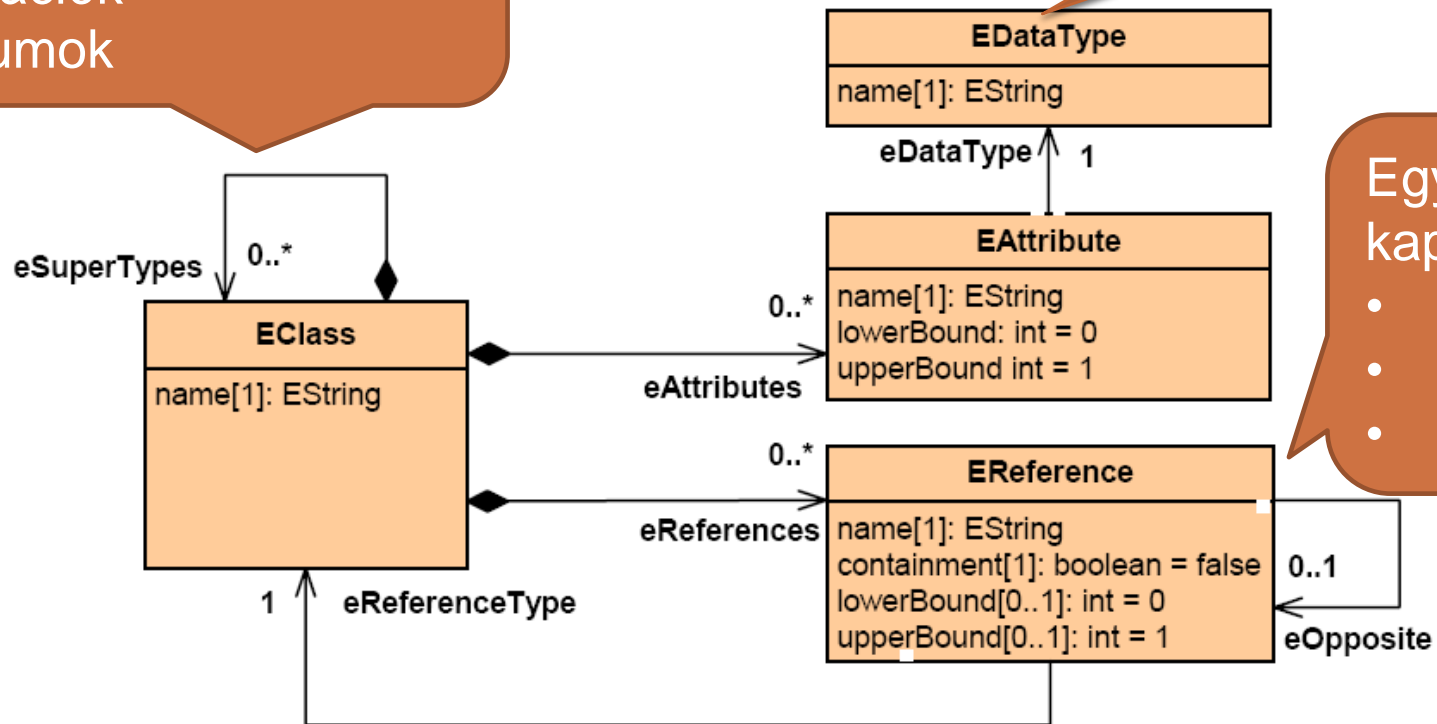 umok
EDataType
name[1]: EString
eDataType
1
EAttribute
name[1]: EString
lowerBound: int = 0
upperBound int = 1
eSuperTypes
0..*
EClass
name[1]: EString
0..*
eAttributes
0..*
eReferences
EReference
name[1]: EString
containment[1]: boolean = false
lowerBound[0..1]: int = 0
upperBound[0..1]: int = 1
0..1
eOpposite
1
eReferenceType
Egy
kap